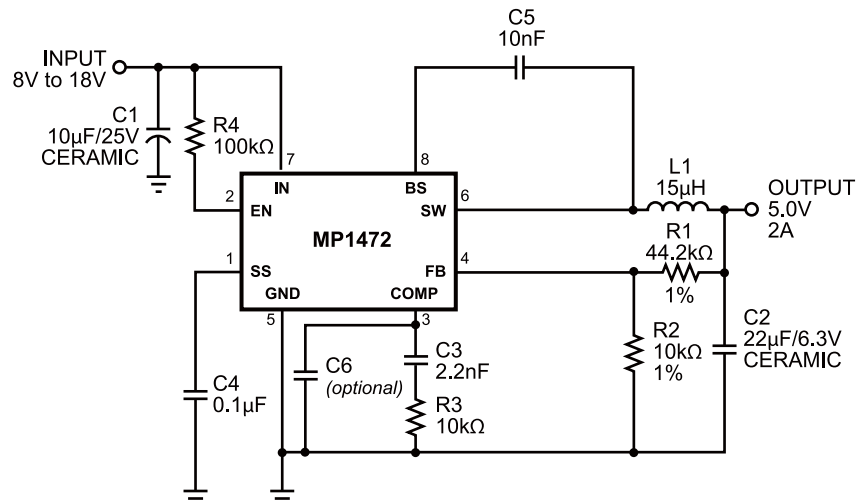 C5
10nF
INPUT
8V to 18V
C1
10µF/25V
CERAMIC
R4
100kΩ
7
8
IN
BS
L1
15µH
OUTPUT
5.0V
2A
2
EN
SW
6
MP1472
R1
44.2kΩ
1%
1
SS
FB
4
GND
COMP
5
3
C6
(optional)
C3
2.2nF
R2
10kΩ
1%
C2
22µF/6.3V
CERAMIC
C4
0.1µF
R3
10kΩ